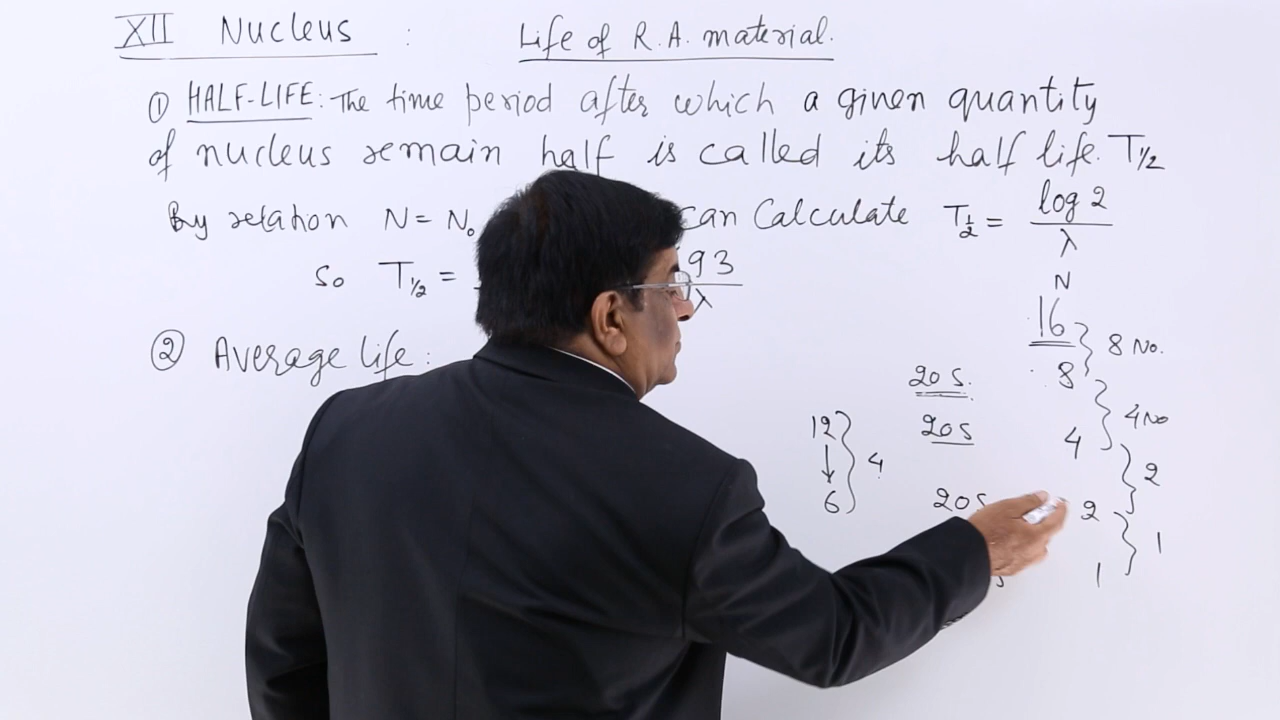 XII Nucleus : Life of R.A. material.
① HALF-LIFE: The time period after which a given quantity
of nucleus remain half is called its half life. T1/2
By relation N = N₀ can Calculate T1/2 = log 2 / λ
So T1/2 = 93 / λ
N
② Average life:
16
8 No.
8
20 S.
4 No
20 S
4
12 ↓ 6 } 4
2
20 S
2
1
1